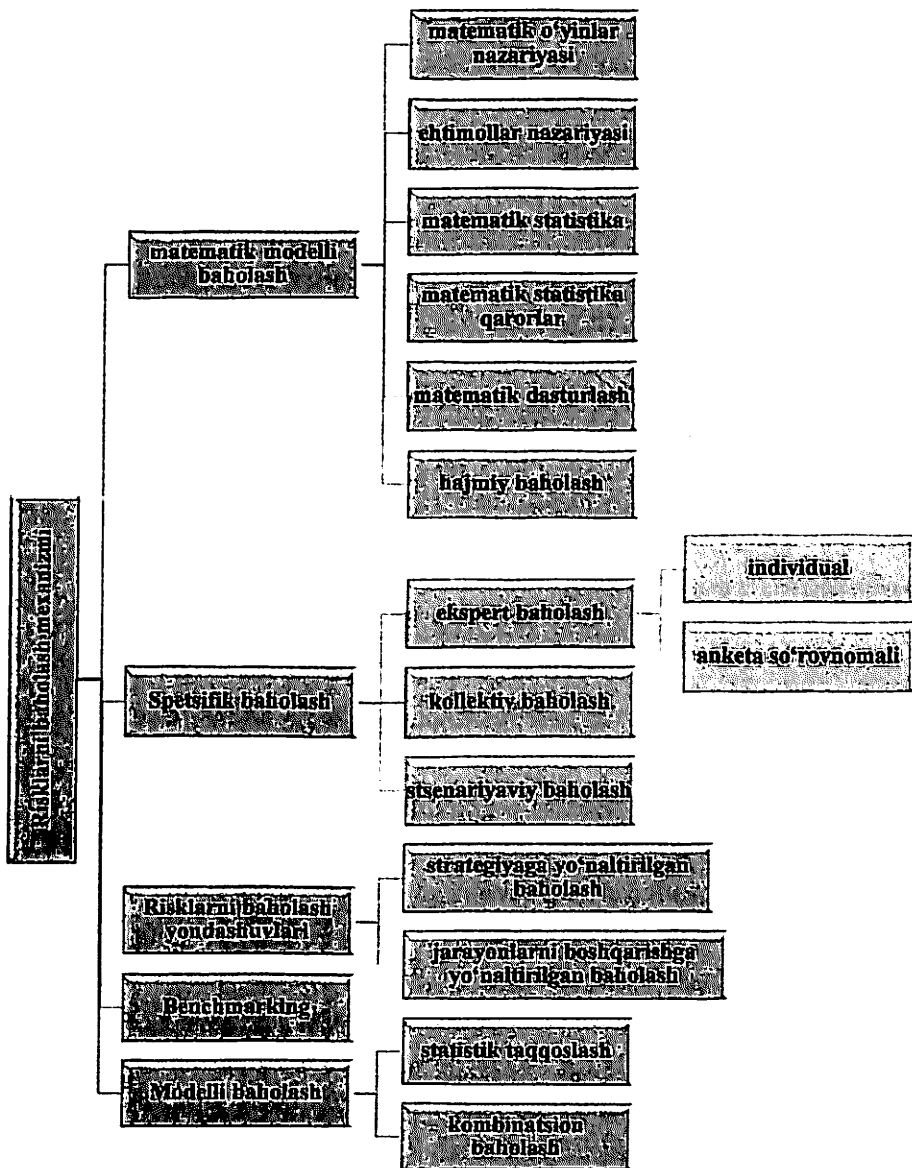 Risklarni baholash mexanizmi
matematik modelli
baholash
matematik o‘yinlar
nazariyasi
ehtimollar nazariyasi
matematik statistika
matematik statistika
qarorlar
matematik dasturlash
hajmiy baholash
Spetsifik baholash
ekspert baholash
individual
anketa so‘rovnomali
kollektiv baholash
stsenariyaviy baholash
Risklarni baholash
yondashuvlari
strategiyaga yo‘naltirilgan
baholash
jarayonlarni boshqarishga
yo‘naltirilgan baholash
Benchmarking
Modelli baholash
statistik taqqoslash
kombinatsion
baholash